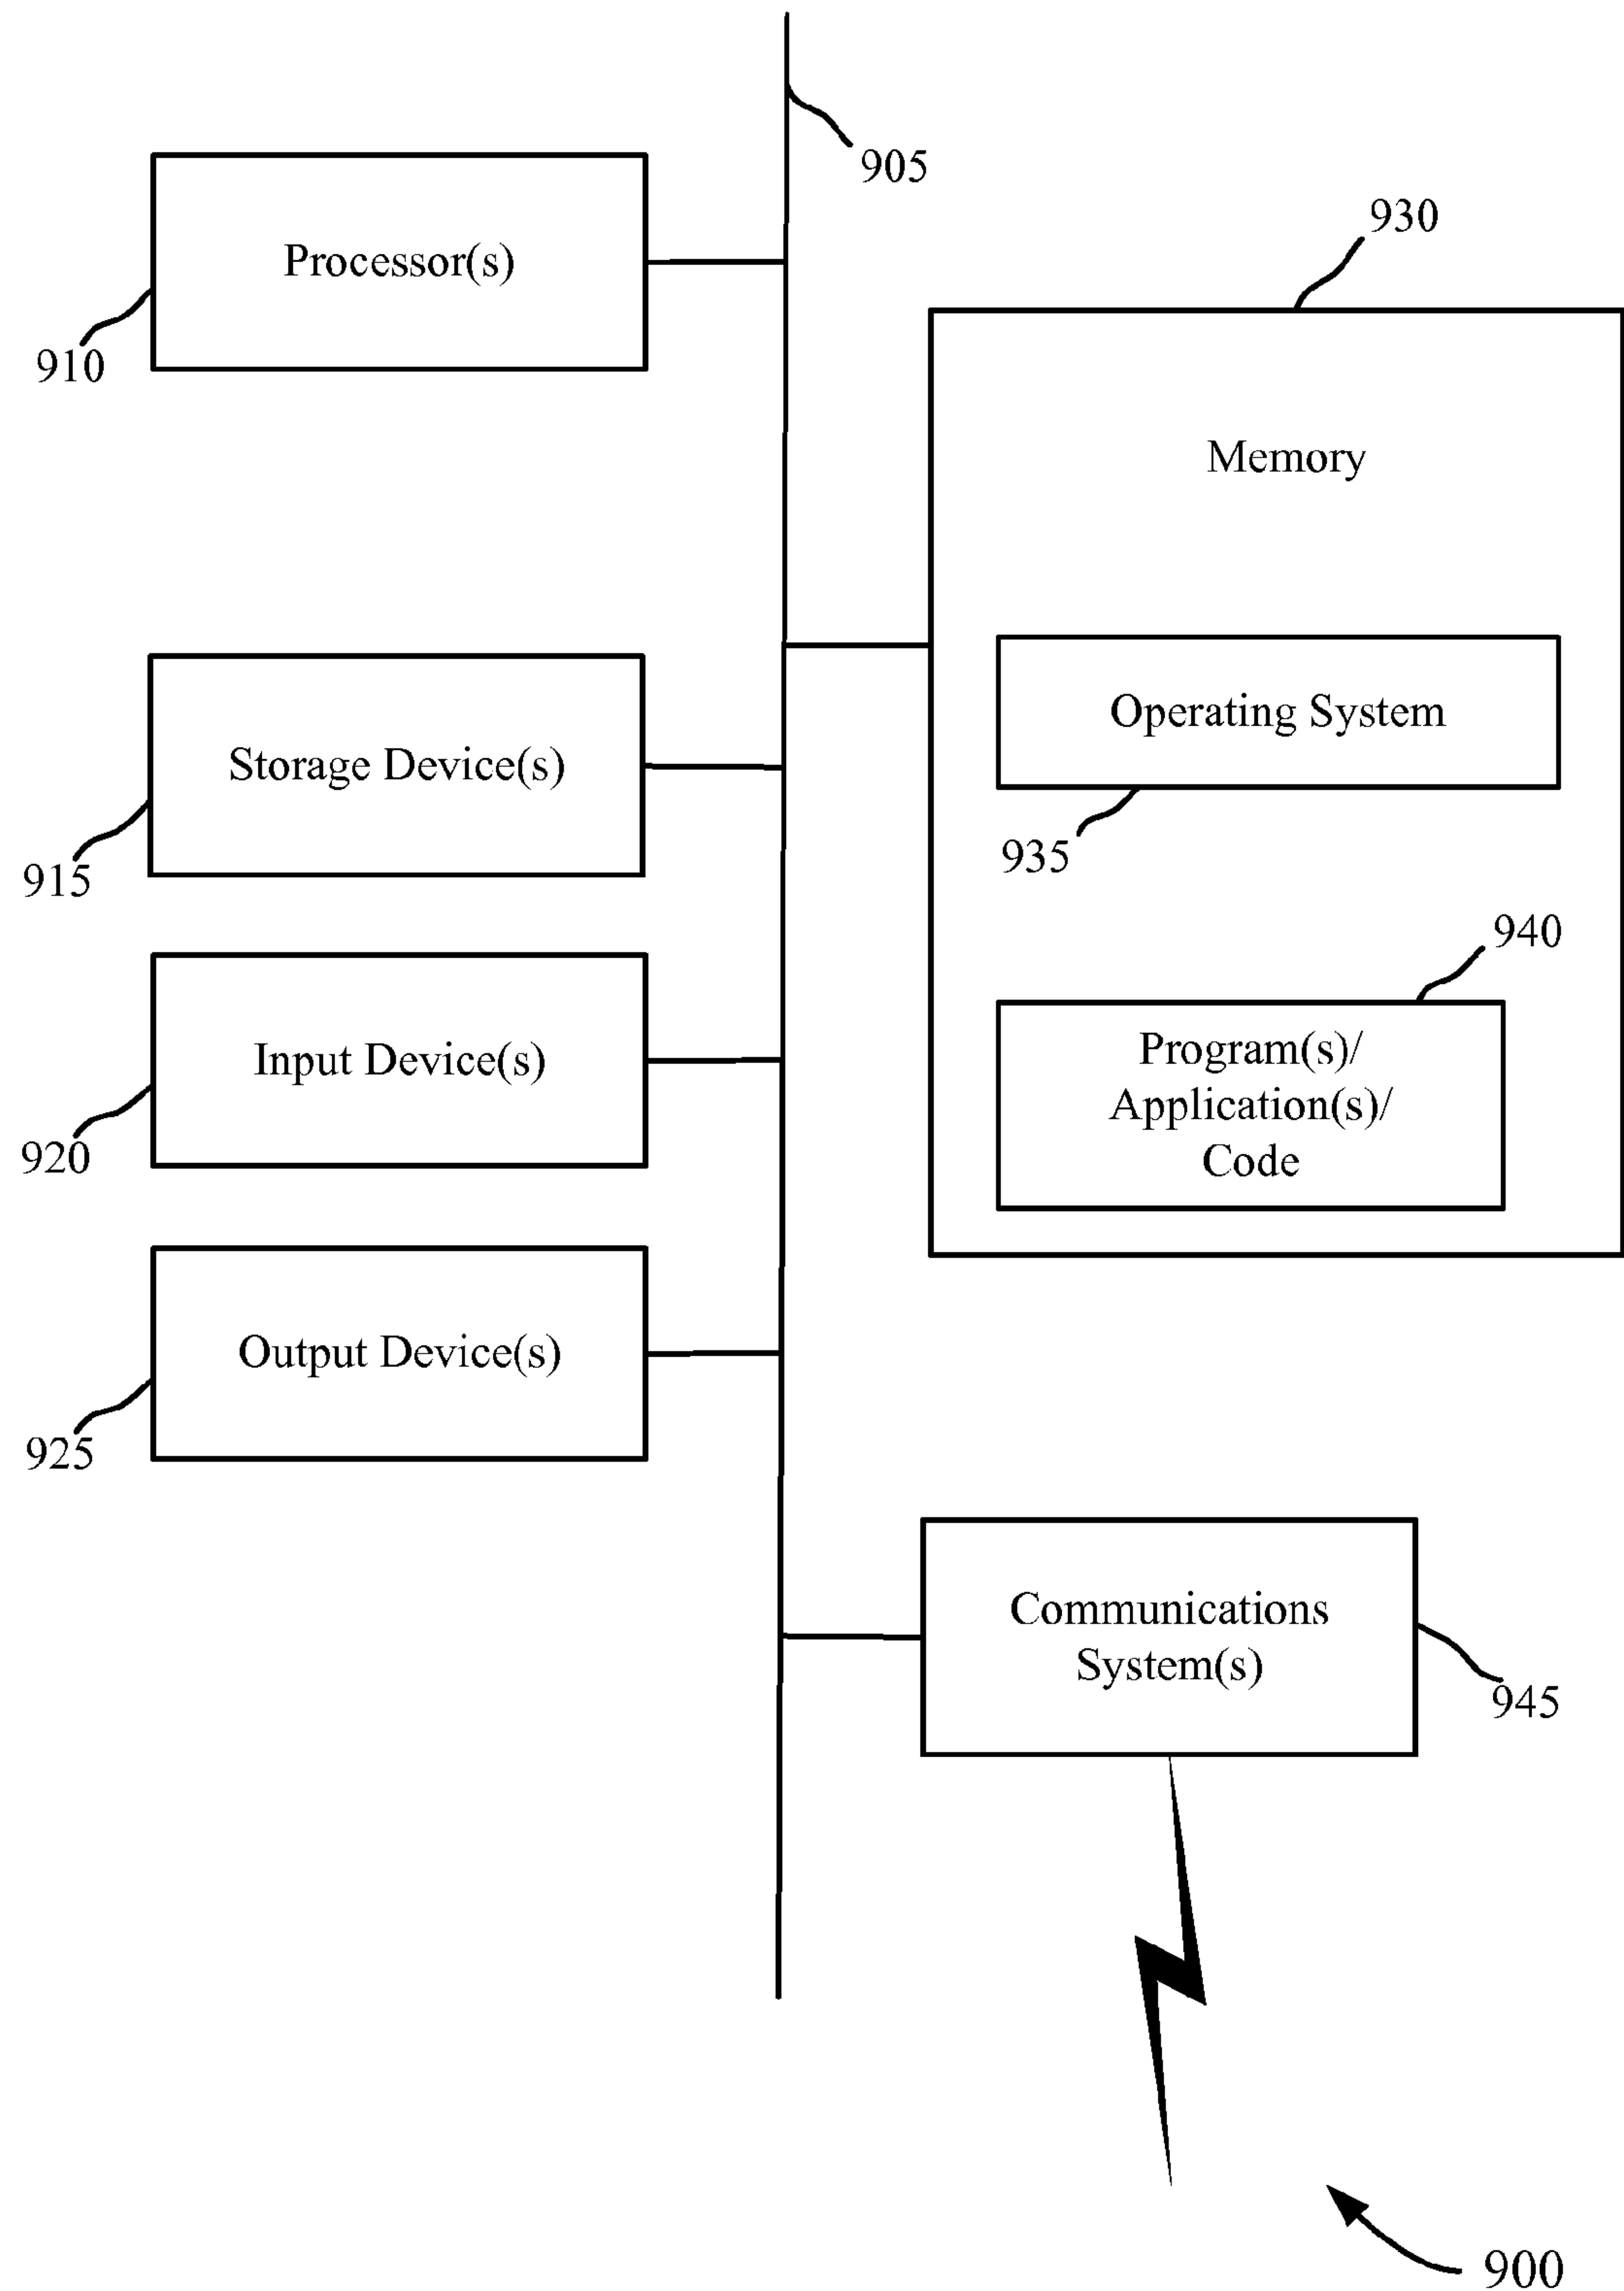 905
Processor(s)
910
930
Memory
Operating System
935
Storage Device(s)
915
940
Program(s)/
Application(s)/
Code
Input Device(s)
920
Output Device(s)
925
Communications
System(s)
945
900